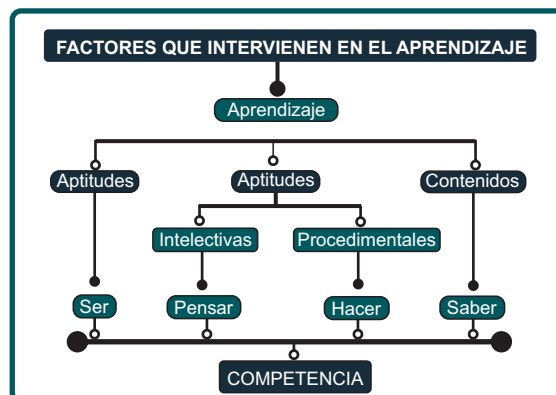 FACTORES QUE INTERVIENEN EN EL APRENDIZAJE
Aprendizaje
Aptitudes
Aptitudes
Contenidos
Intelectivas
Procedimentales
Ser
Pensar
Hacer
Saber
COMPETENCIA